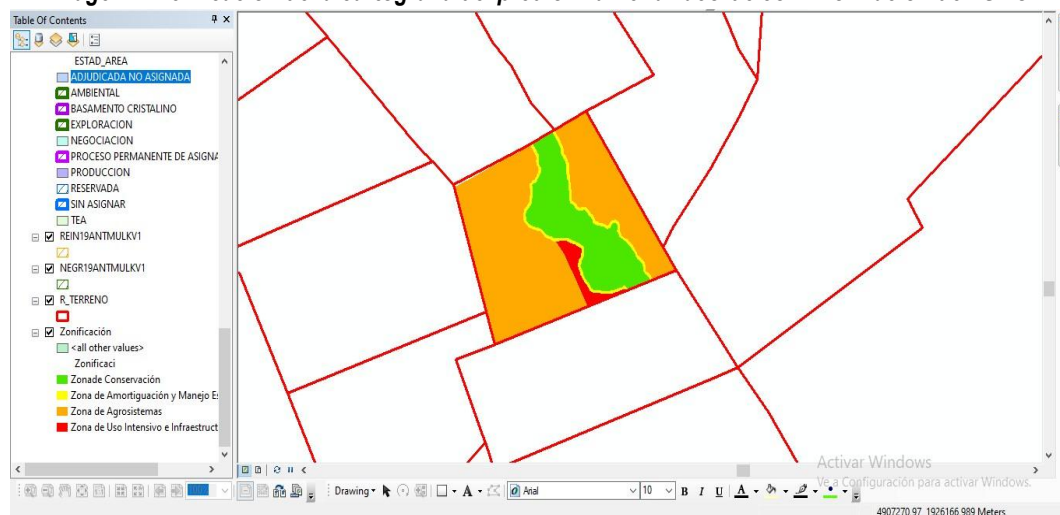 Table Of Contents
ESTAD_AREA
ADJUDICADA NO ASIGNADA
AMBIENTAL
BASAMENTO CRISTALINO
EXPLORACION
NEGOCIACION
PROCESO PERMANENTE DE ASIGNA
PRODUCCION
RESERVADA
SIN ASIGNAR
TEA
REIN19ANTMULKV1
NEGR19ANTMULKV1
R_TERRENO
Zonificación
<all other values>
Zonificaci
Zonade Conservación
Zona de Amortiguación y Manejo Es
Zona de Agrosistemas
Zona de Uso Intensivo e Infraestruct
Activar Windows
Ve a Configuración para activar Windows.
Drawing A Arial 10 B I U A
4907270,97 1926166,989 Meters